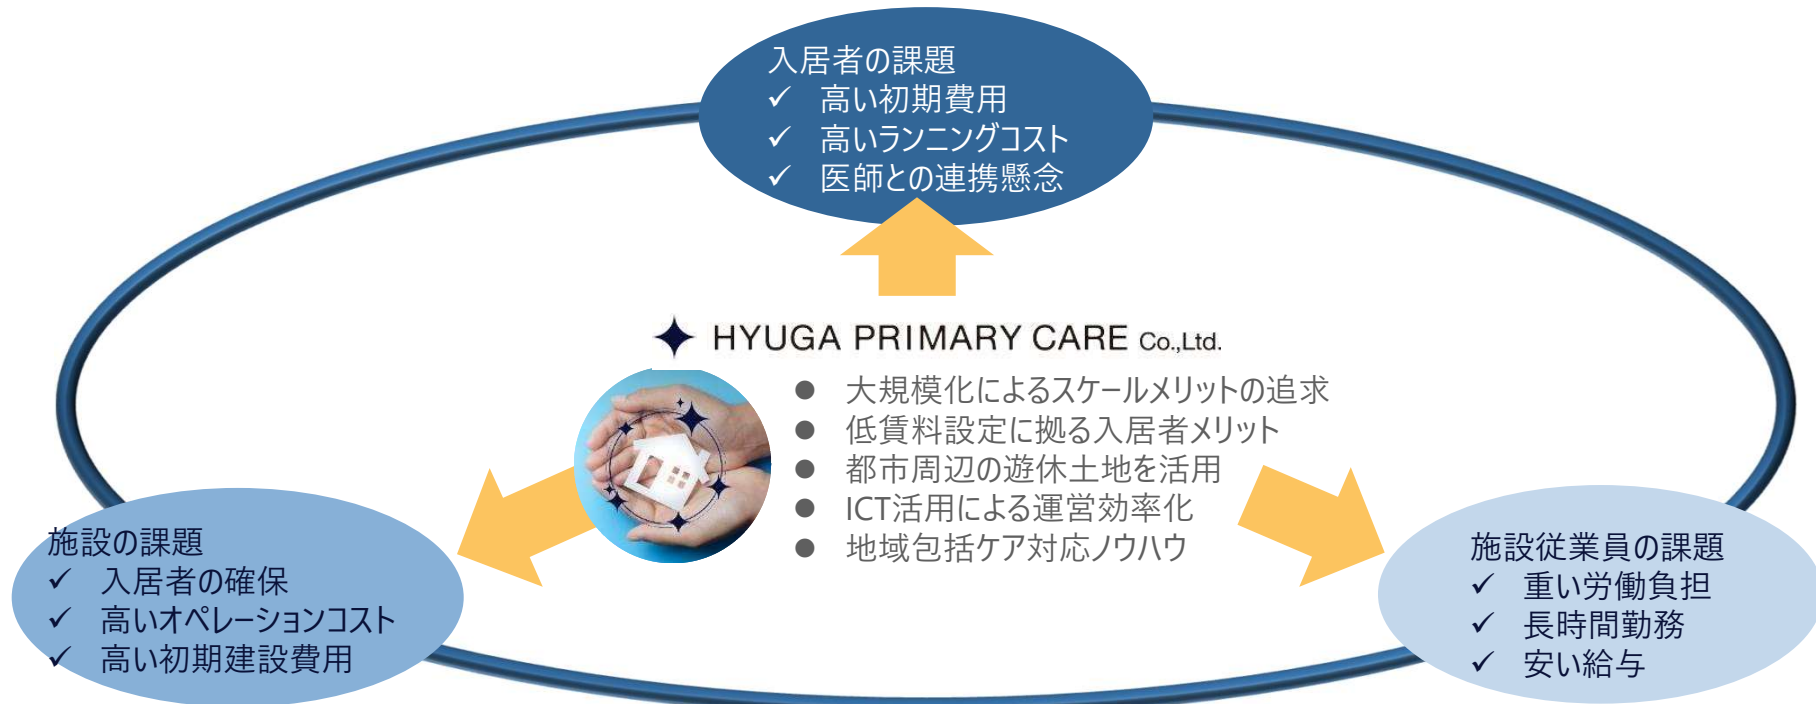 入居者の課題
✓ 高い初期費用
✓ 高いランニングコスト
✓ 医師との連携懸念
HYUGA PRIMARY CARE Co.,Ltd.
● 大規模化によるスケールメリットの追求
● 低賃料設定に拠る入居者メリット
● 都市周辺の遊休土地を活用
● ICT活用による運営効率化
● 地域包括ケア対応ノウハウ
施設の課題
✓ 入居者の確保
✓ 高いオペレーションコスト
✓ 高い初期建設費用
施設従業員の課題
✓ 重い労働負担
✓ 長時間勤務
✓ 安い給与